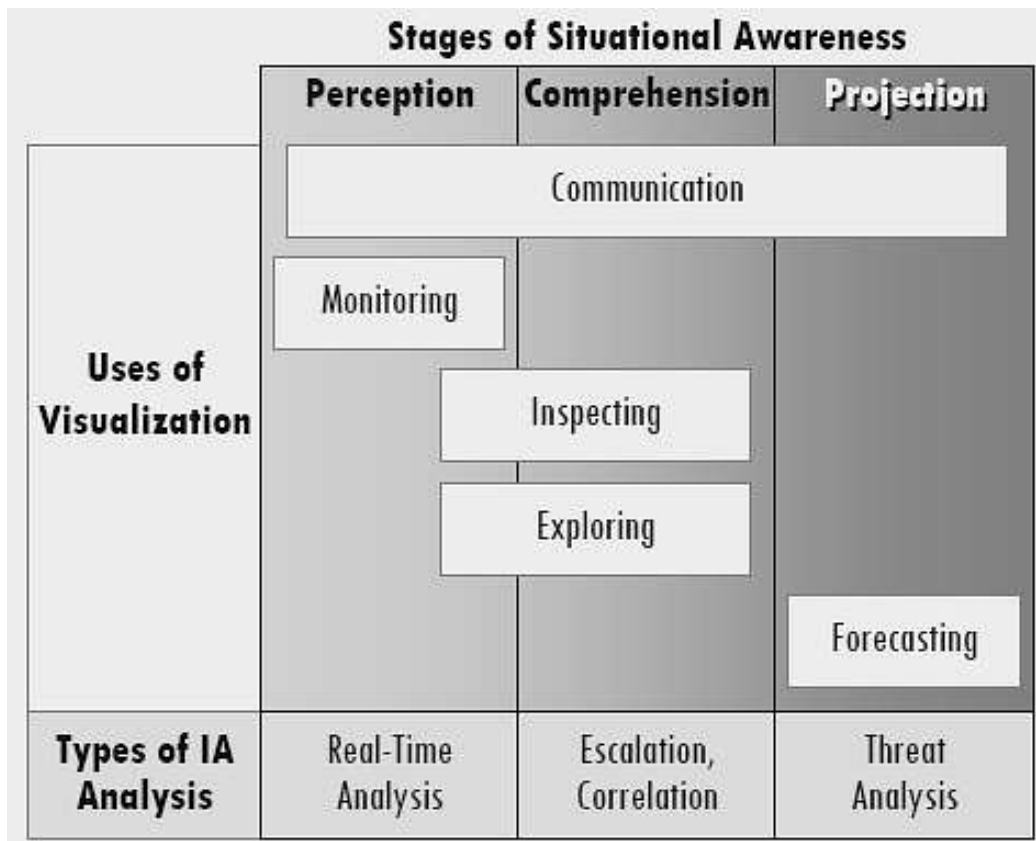 Stages of Situational Awareness
Perception
Comprehension
Projection
Communication
Monitoring
Uses of
Visualization
Inspecting
Exploring
Forecasting
Types of IA
Analysis
Real-Time
Analysis
Escalation,
Correlation
Threat
Analysis